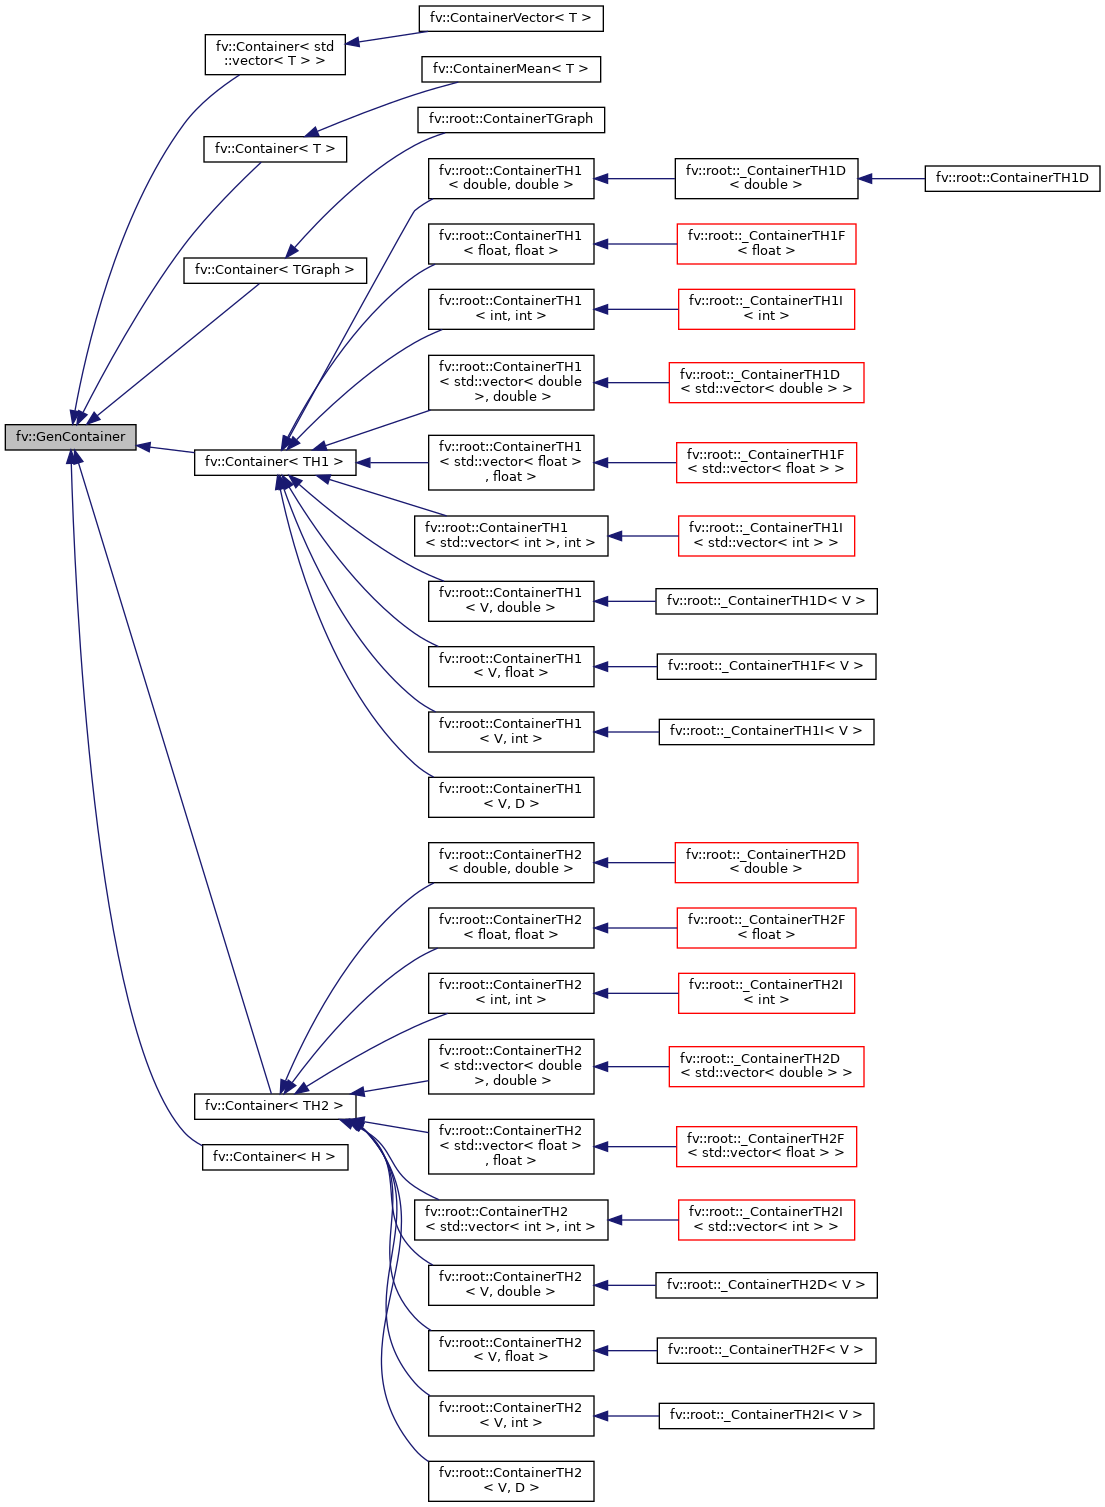 fv::GenContainer
fv::Container< std
::vector< T > >
fv::ContainerVector< T >
fv::Container< T >
fv::ContainerMean< T >
fv::Container< TGraph >
fv::root::ContainerTGraph
fv::Container< TH1 >
fv::root::ContainerTH1
< double, double >
fv::root::_ContainerTH1D
< double >
fv::root::ContainerTH1D
fv::root::ContainerTH1
< float, float >
fv::root::_ContainerTH1F
< float >
fv::root::ContainerTH1
< int, int >
fv::root::_ContainerTH1I
< int >
fv::root::ContainerTH1
< std::vector< double
>, double >
fv::root::_ContainerTH1D
< std::vector< double > >
fv::root::ContainerTH1
< std::vector< float >
, float >
fv::root::_ContainerTH1F
< std::vector< float > >
fv::root::ContainerTH1
< std::vector< int >, int >
fv::root::_ContainerTH1I
< std::vector< int > >
fv::root::ContainerTH1
< V, double >
fv::root::_ContainerTH1D< V >
fv::root::ContainerTH1
< V, float >
fv::root::_ContainerTH1F< V >
fv::root::ContainerTH1
< V, int >
fv::root::_ContainerTH1I< V >
fv::root::ContainerTH1
< V, D >
fv::Container< TH2 >
fv::root::ContainerTH2
< double, double >
fv::root::_ContainerTH2D
< double >
fv::root::ContainerTH2
< float, float >
fv::root::_ContainerTH2F
< float >
fv::root::ContainerTH2
< int, int >
fv::root::_ContainerTH2I
< int >
fv::root::ContainerTH2
< std::vector< double
>, double >
fv::root::_ContainerTH2D
< std::vector< double > >
fv::root::ContainerTH2
< std::vector< float >
, float >
fv::root::_ContainerTH2F
< std::vector< float > >
fv::root::ContainerTH2
< std::vector< int >, int >
fv::root::_ContainerTH2I
< std::vector< int > >
fv::root::ContainerTH2
< V, double >
fv::root::_ContainerTH2D< V >
fv::root::ContainerTH2
< V, float >
fv::root::_ContainerTH2F< V >
fv::root::ContainerTH2
< V, int >
fv::root::_ContainerTH2I< V >
fv::root::ContainerTH2
< V, D >
fv::Container< H >